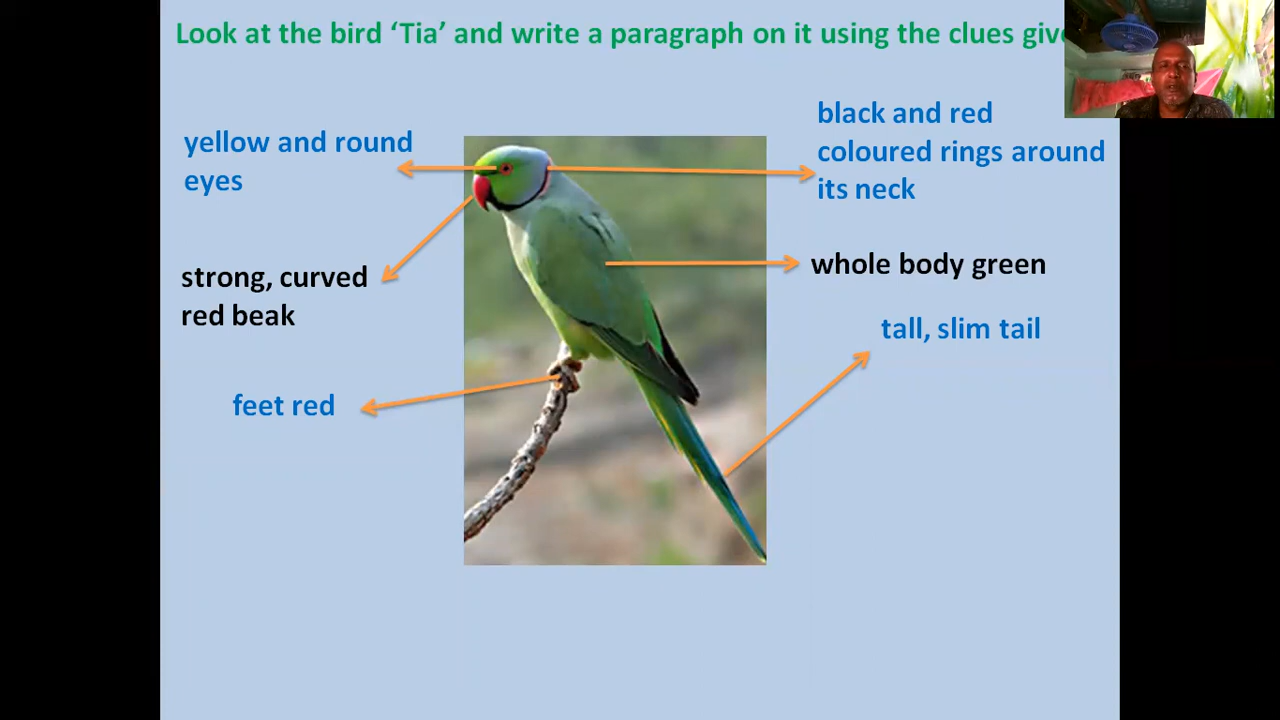 Look at the bird ‘Tia’ and write a paragraph on it using the clues
yellow and round
eyes
black and red
coloured rings around
its neck
strong, curved
red beak
whole body green
tall, slim tail
feet red